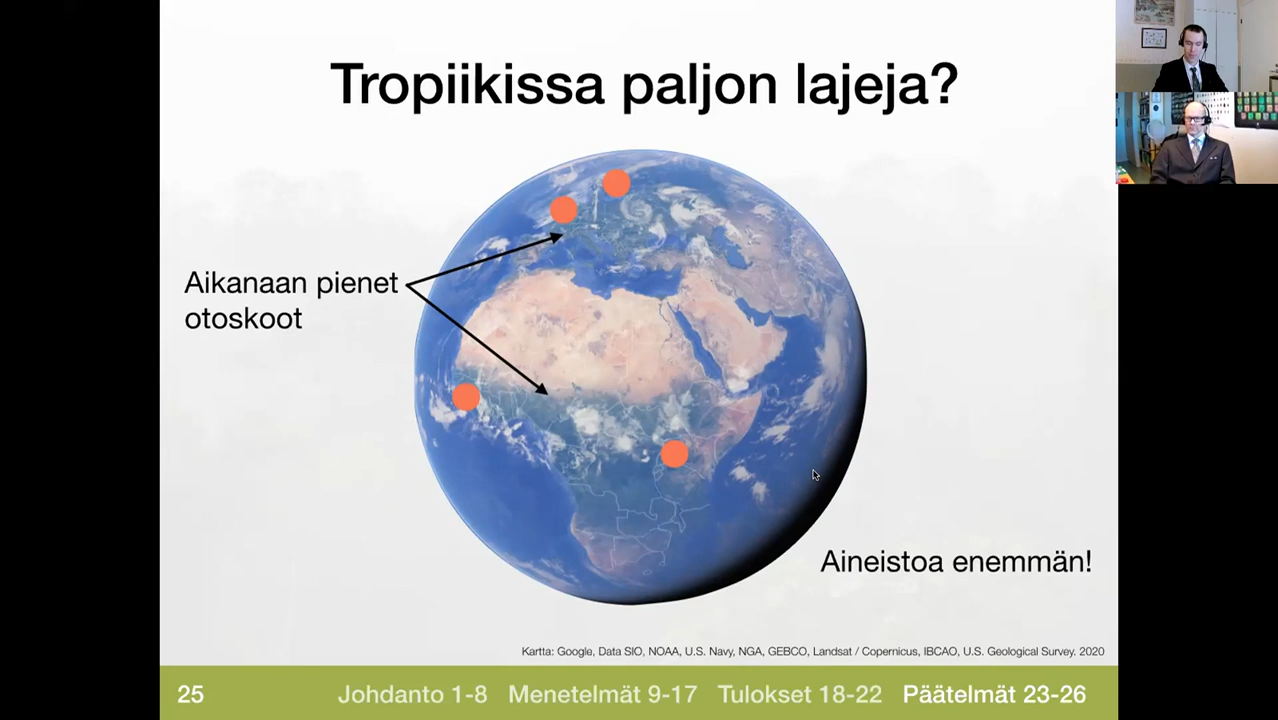 Tropiikissa paljon lajeja?
Aikanaan pienet
otoskoot
Aineistoa enemmän!
Kartta: Google, Data SIO, NOAA, U.S. Navy, NGA, GEBCO, Landsat / Copernicus, IBCAO, U.S. Geological Survey. 2020
25 Johdanto 1-8 Menetelmät 9-17 Tulokset 18-22 Päätelmät 23-26